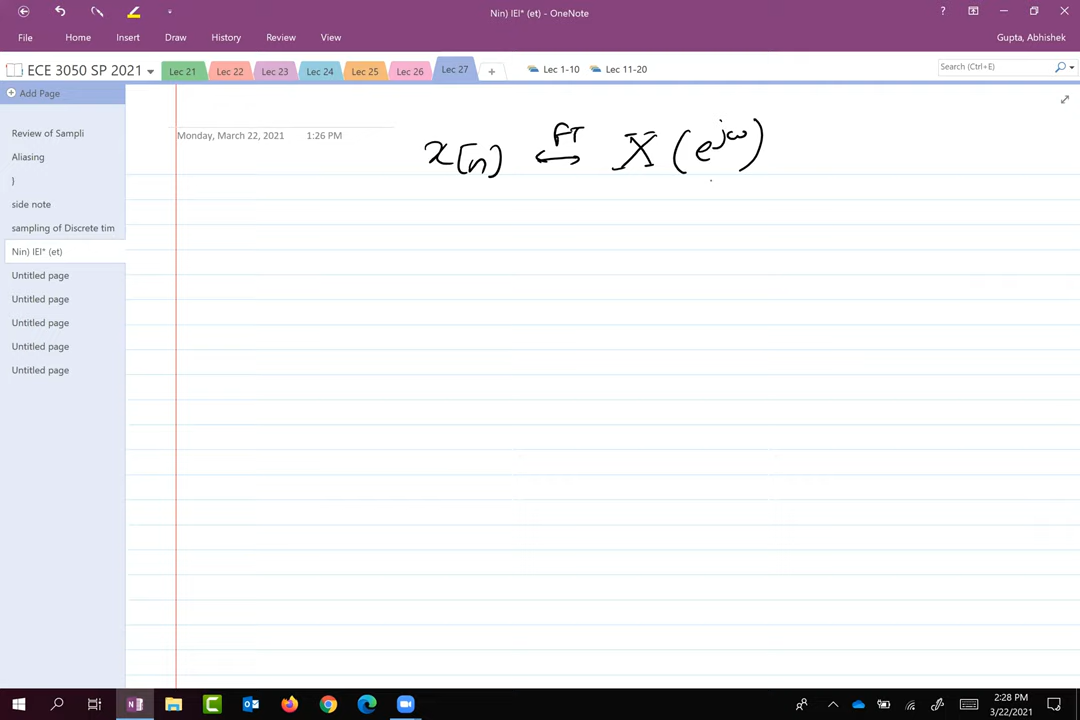 Nin) IEI* (et) - OneNote
?
File Home Insert Draw History Review View
Gupta, Abhishek
ECE 3050 SP 2021
Lec 21 Lec 22 Lec 23 Lec 24 Lec 25 Lec 26 Lec 27 + Lec 1-10 Lec 11-20
Search (Ctrl+E)
Add Page
Review of Sampli
Aliasing
}
side note
sampling of Discrete tim
Nin) IEI* (et)
Untitled page
Untitled page
Untitled page
Untitled page
Untitled page
Monday, March 22, 2021 1:26 PM
x[n] FT ↔ X(e^{jω})
2:28 PM
3/22/2021